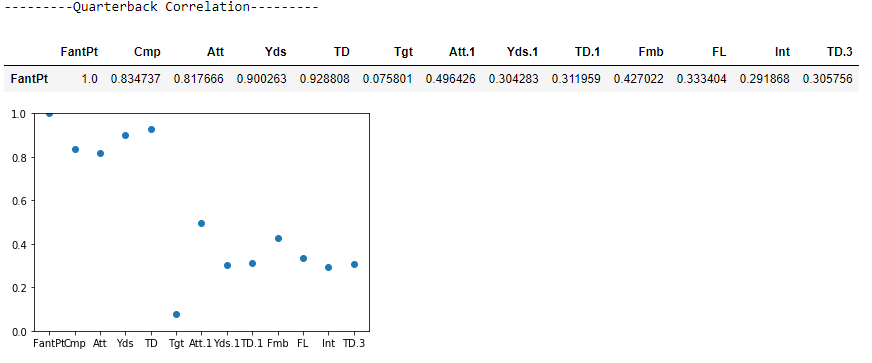 ---------Quarterback Correlation---------
FantPt Cmp Att Yds TD Tgt Att.1 Yds.1 TD.1 Fmb FL Int TD.3
FantPt 1.0 0.834737 0.817666 0.900263 0.928808 0.075801 0.496426 0.304283 0.311959 0.427022 0.333404 0.291868 0.305756
1.0
0.8
0.6
0.4
0.2
0.0
FantPt Cmp Att Yds TD Tgt Att.1 Yds.1 TD.1 Fmb FL Int TD.3